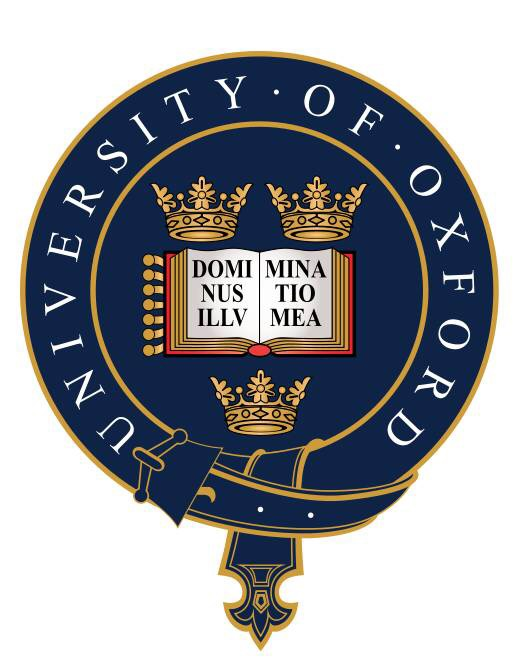 UNIVERSITY · OF · OXFORD
DOMI
NUS
ILLV
MINA
TIO
MEA